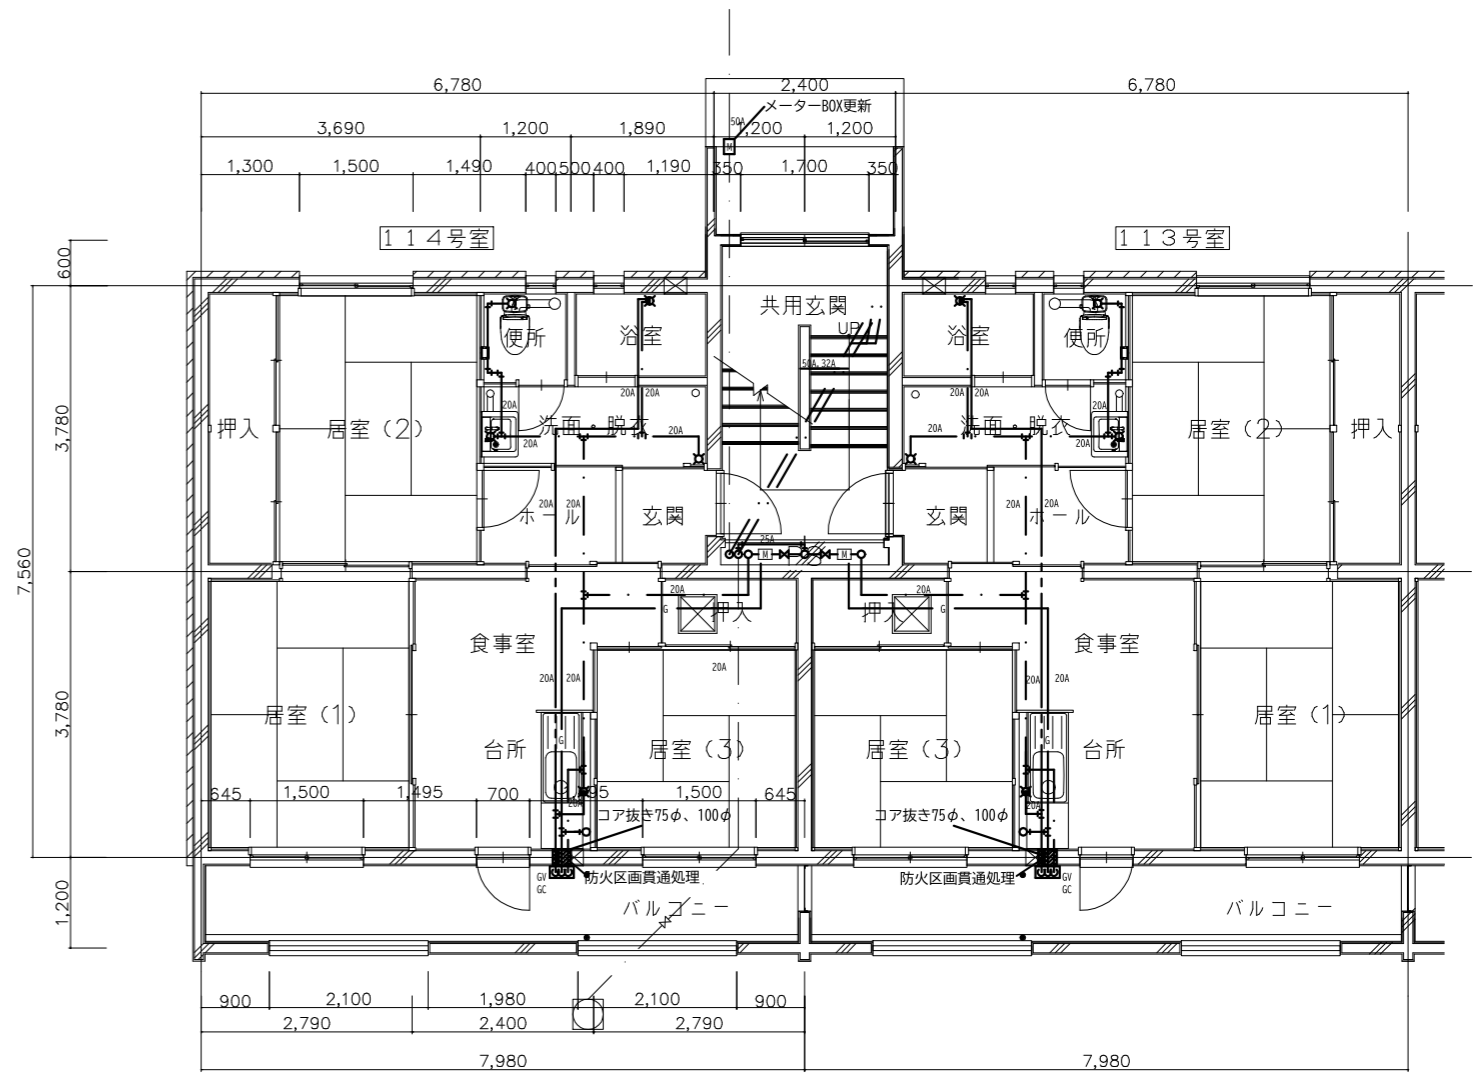 6,780
2,400
6,780
メーターBOX更新
3,690
1,200
1,890
50A
1,200
1,200
M
1,300
1,500
1,490
400
500
400
1,190
350
1,700
350
114号室
113号室
600
共用玄関
便所
浴室
UP
浴室
便所
50A,32A
20A
20A
20A
20A
20A
20A
3,780
押入
居室(2)
洗面
脱衣
20A
20A
洗面
脱衣
20A
20A
居室(2)
押入
20A
20A
ホール
玄関
玄関
20A
20A
ホール
25A
M
M
7,560
20A
20A
G
押入
押入
G
食事室
食事室
20A
20A
20A
20A
20A
3,780
居室(1)
居室(1)
台所
G
居室(3)
居室(3)
G
台所
645
1,500
1,495
700
1,500
645
20A
20A
コア抜き75φ、100φ
コア抜き75φ、100φ
GV
GC
防火区画貫通処理
防火区画貫通処理
GV
GC
1,200
バルコニー
バルコニー
900
2,100
1,980
2,100
900
2,790
2,400
2,790
7,980
7,980